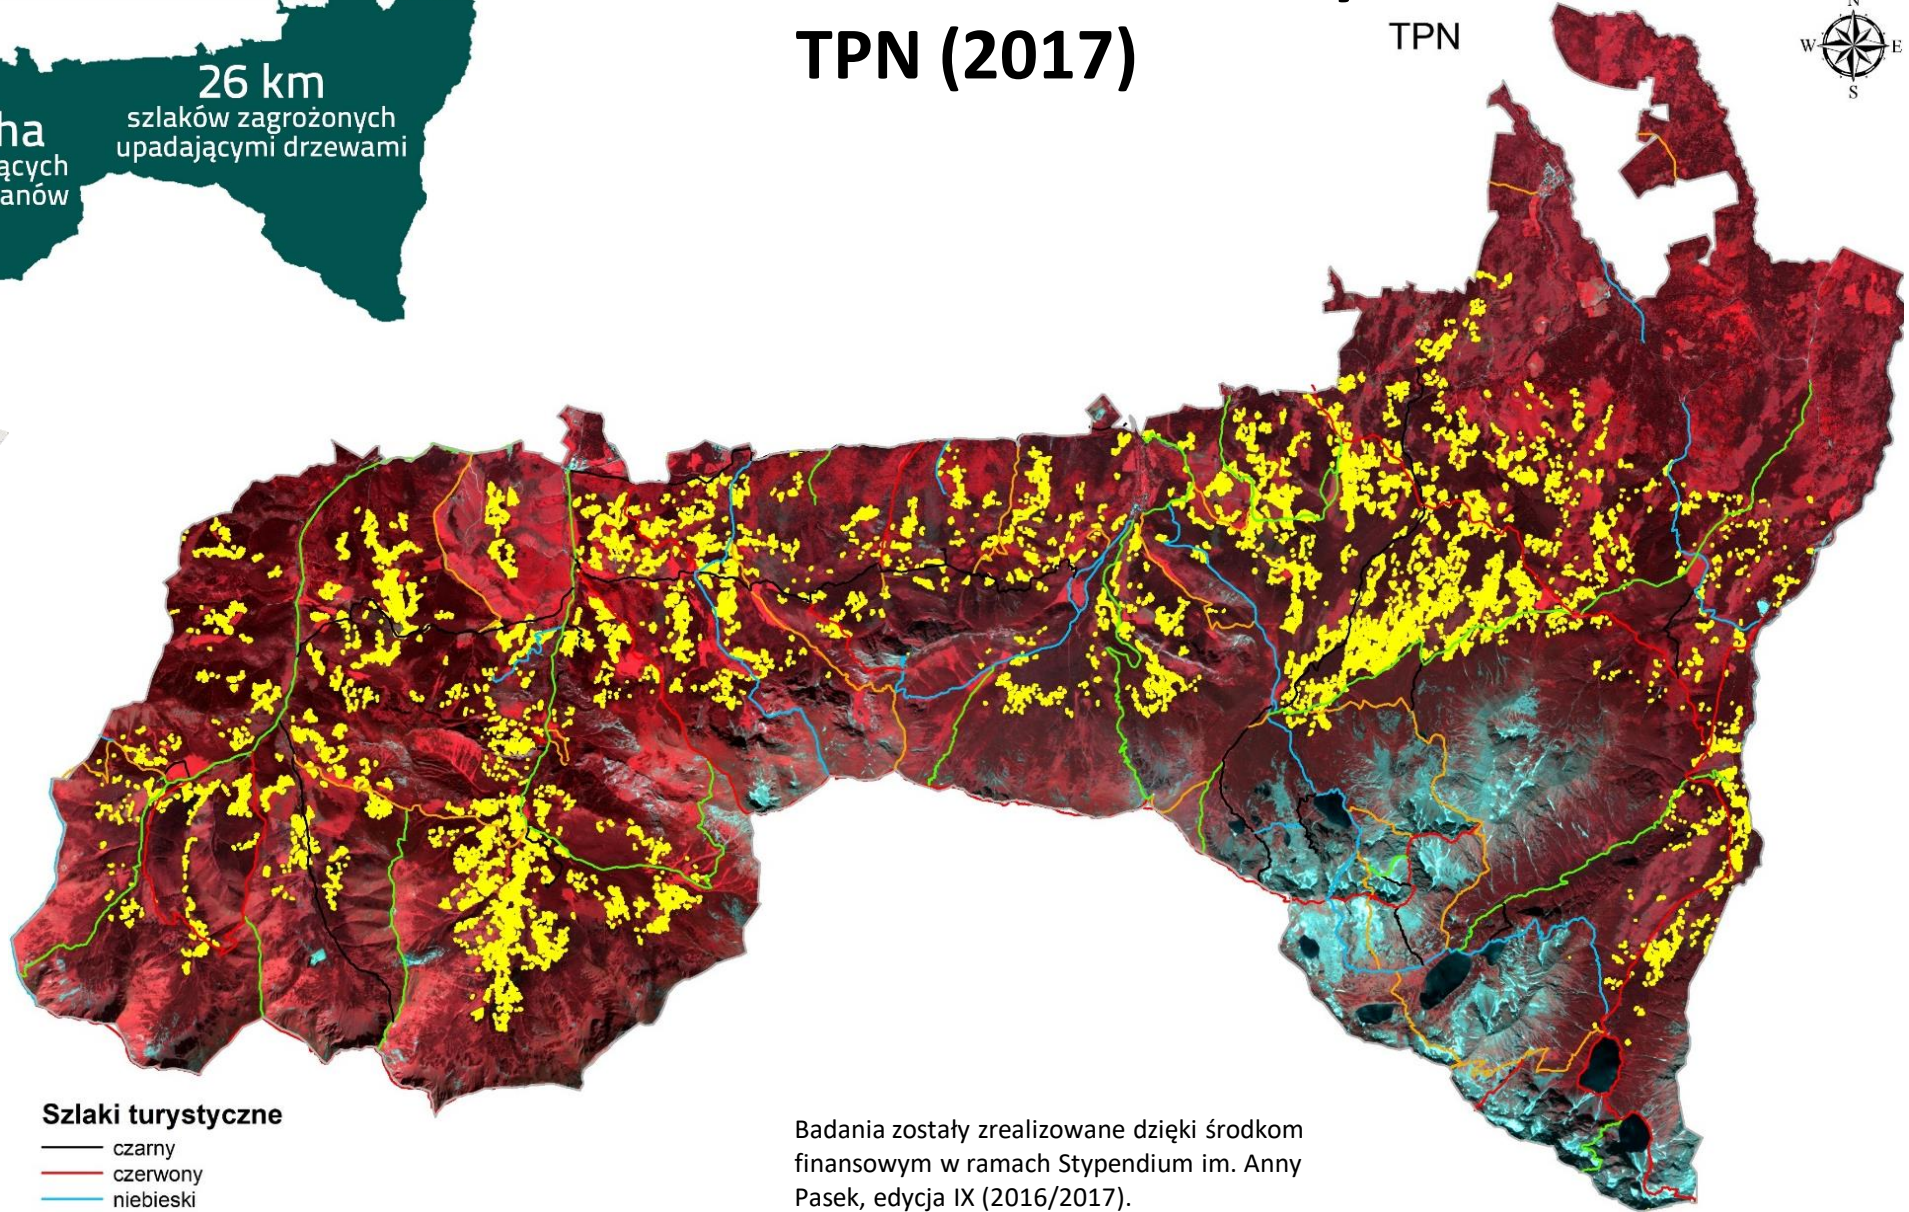 TPN (2017)
TPN
N
W E
S
26 km
szlaków zagrożonych
upadającymi drzewami
ha
ących
anów
Szlaki turystyczne
czarny
czerwony
niebieski
Badania zostały zrealizowane dzięki środkom
finansowym w ramach Stypendium im. Anny
Pasek, edycja IX (2016/2017).